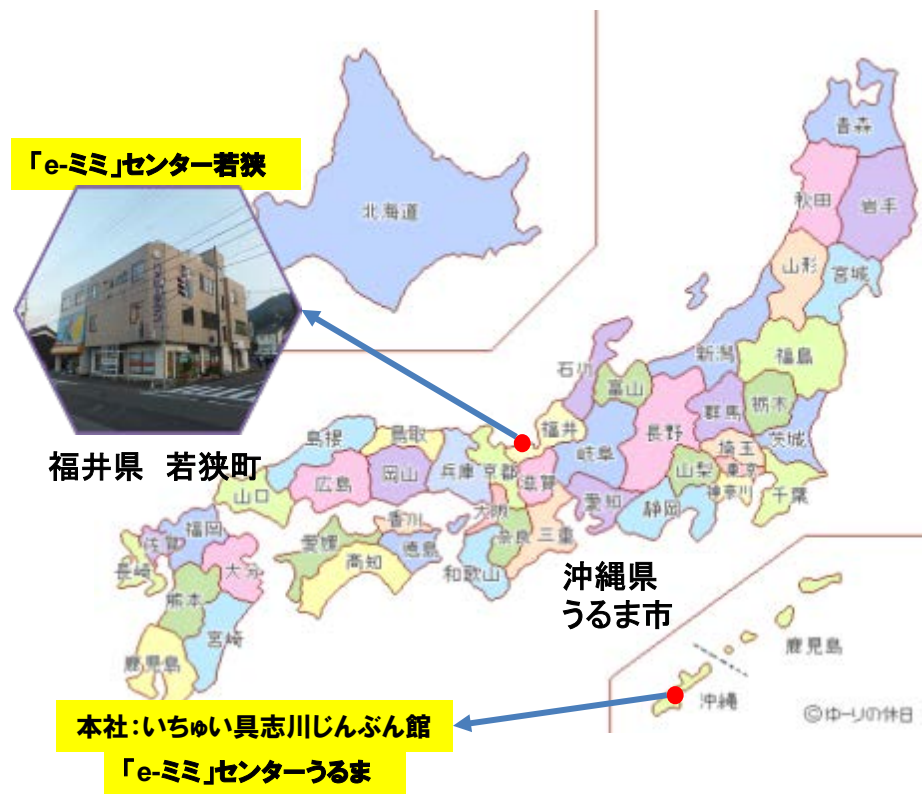 「e-ミミ」センター若狭
北海道
青森
秋田
岩手
山形
宮城
石川
新潟
福島
富山
福井
群馬
栃木
長野
岐阜
茨城
埼玉
東京
山梨
神奈川
千葉
島根
鳥取
福井県 若狭町
岡山
兵庫
京都
滋賀
広島
山口
愛知
静岡
大阪
香川
奈良
三重
福岡
佐賀
愛媛
徳島
高知
長崎
大分
和歌山
熊本
宮崎
鹿児島
沖縄県
うるま市
鹿児島
沖縄
本社:いちゅい具志川じんぶん館
「e-ミミ」センターうるま
©ゆーりの休日